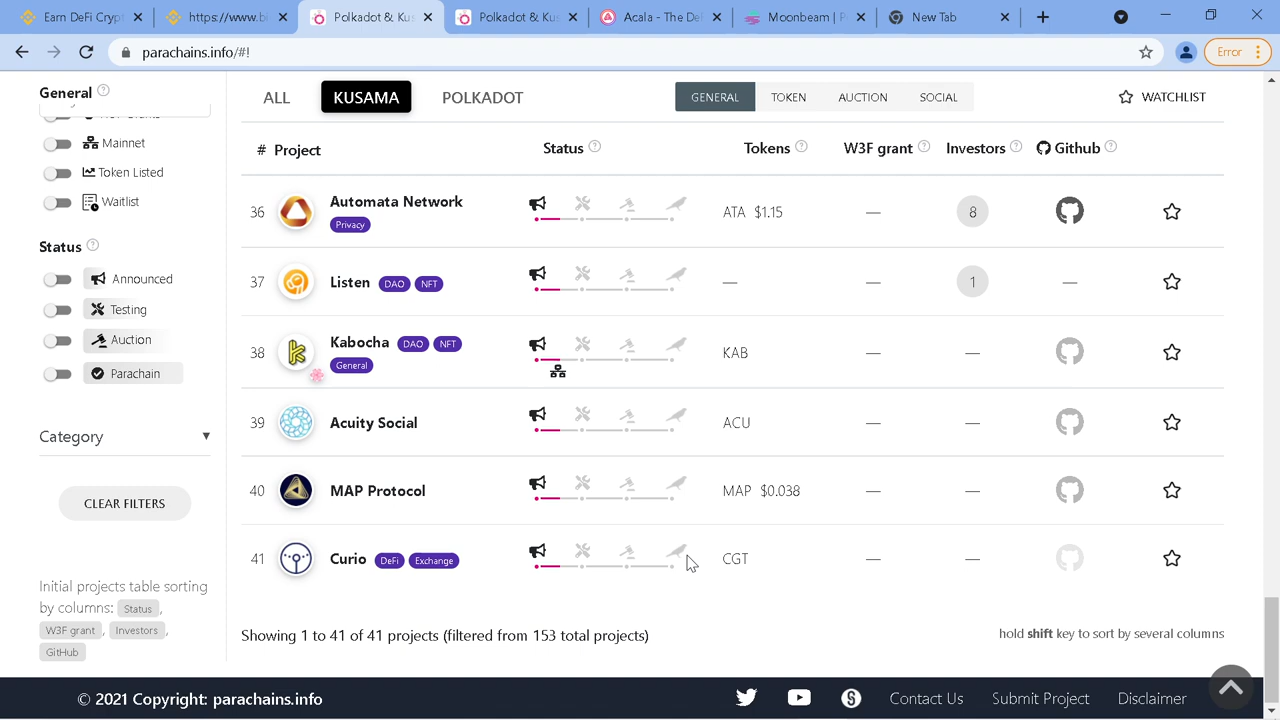 Earn Crypt
https://www.bi
Polkadot & Kus
Polkadot & Kus
Acala - The DeF
Moonbeam | P
New Tab
parachains.info/#!
Error
General
Mainnet
Token Listed
Waitlist
Status
Announced
Testing
Auction
Parachain
Category
CLEAR FILTERS
Initial projects table sorting
by columns: Status,
W3F grant, Investors,
GitHub
ALL KUSAMA POLKADOT
GENERAL TOKEN AUCTION SOCIAL
WATCHLIST
# Project Status Tokens W3F grant Investors Github
36 Automata Network ATA $1.15 — 8
Privacy
37 Listen DAO NFT — — 1 —
38 Kabocha DAO NFT KAB — —
General
39 Acuity Social ACU — —
40 MAP Protocol MAP $0.038 — —
41 Curio DeFi Exchange CGT — —
Showing 1 to 41 of 41 projects (filtered from 153 total projects)
hold shift key to sort by several columns
© 2021 Copyright: parachains.info
Contact Us Submit Project Disclaimer